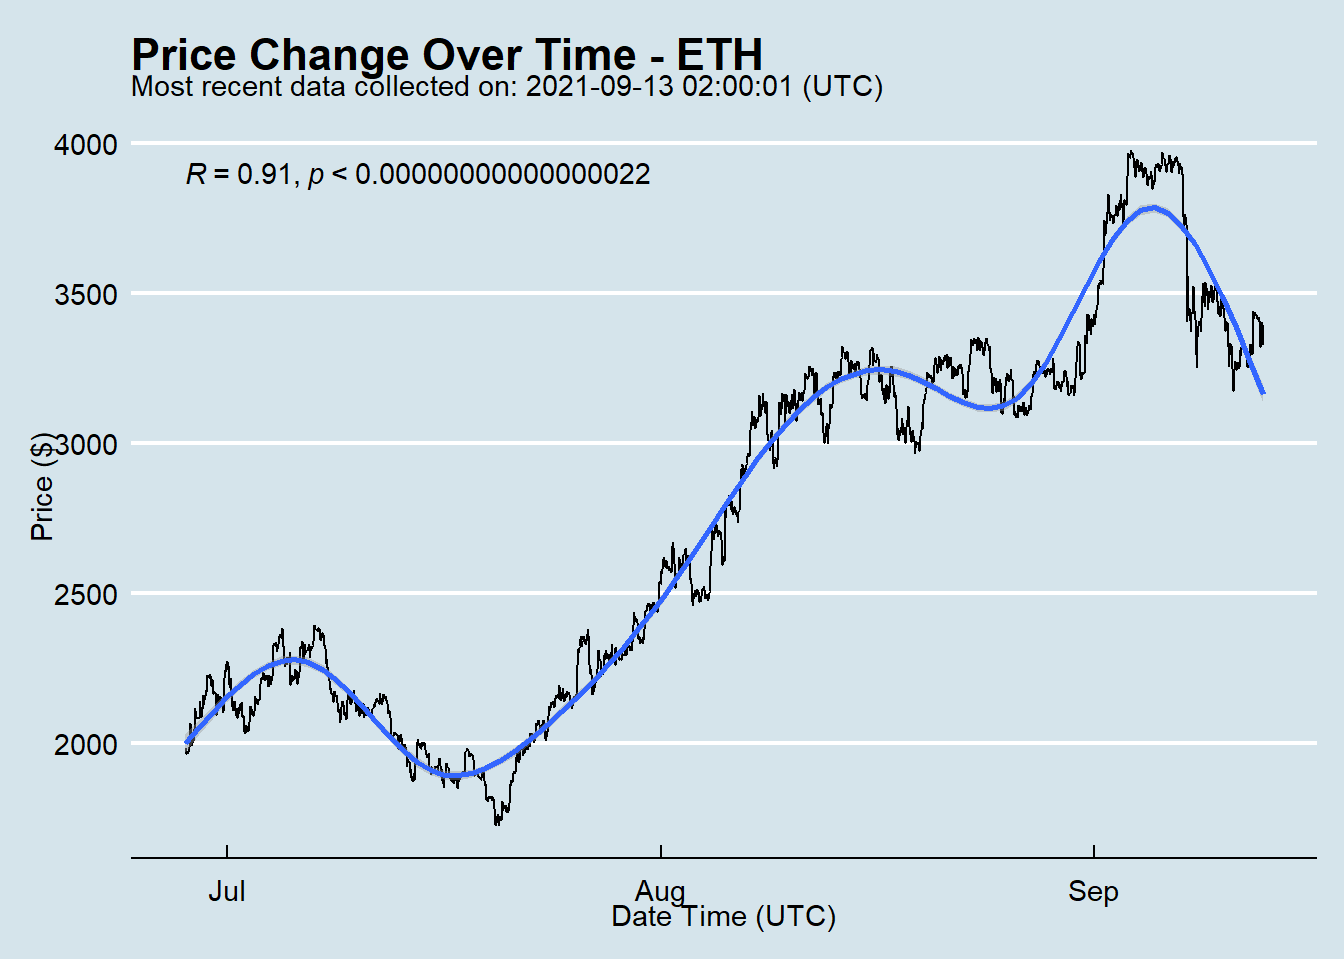 Price Change Over Time - ETH
Most recent data collected on: 2021-09-13 02:00:01 (UTC)
R = 0.91, p < 0.00000000000000022
4000
3500
3000
2500
2000
Price ($)
Jul Aug Sep
Date Time (UTC)